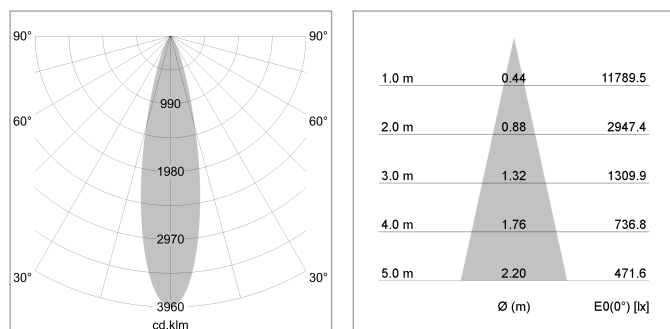 90° 90°
990
60° 60°
1980
2970
30° 30°
3960
cd.klm
1.0 m 0.44 11789.5
2.0 m 0.88 2947.4
3.0 m 1.32 1309.9
4.0 m 1.76 736.8
5.0 m 2.20 471.6
Ø (m) E0(0°) [lx]